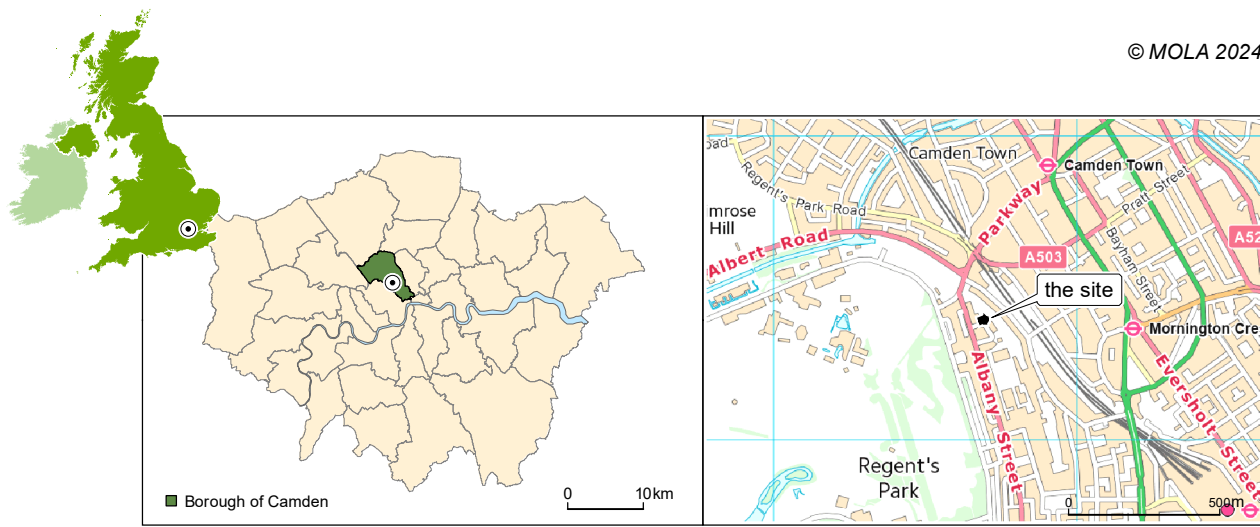 © MOLA 2024
Borough of Camden
0 10km
oad
Regent's Park Road
Camden Town
Camden Town
Parkway
Pratt Street
mrose
Hill
Albert Road
A503
A52
Bayham Street
the site
Mornington Cre
Albany Street
Eversholt Street
Regent's
Park
0 500m